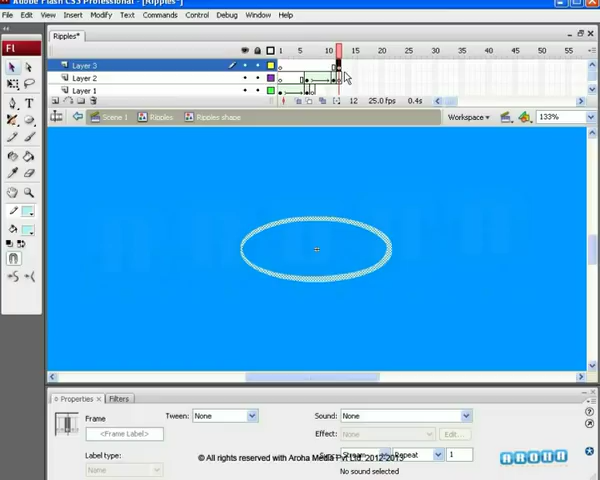 Adobe Flash CS3 Professional - [Ripples*]
File Edit View Insert Modify Text Commands Control Debug Window Help
Ripples*
1 5 10 15 20 25 30 35 40 45 50 55
Layer 3
Layer 2
Layer 1
12 25.0 fps 0.4s
Scene 1 Ripples Ripples shape Workspace 133%
Fl
Properties × Filters
Frame Tween: None Sound: None
<Frame Label> Effect: None Edit...
Label type: Stream Repeat 1
© All rights reserved with Aroha Media Pvt Ltd. 2012-2013
Name No sound selected
AROHA